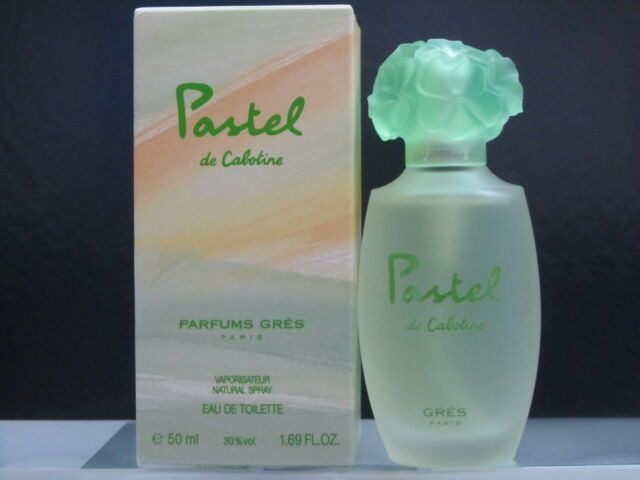 Pastel
de Cabotine
PARFUMS GRÈS
PARIS
VAPORISATEUR
NATURAL SPRAY
EAU DE TOILETTE
℮ 50 ml 80 % vol. 1.69 FL.OZ.
Pastel
de Cabotine
GRÈS
PARIS